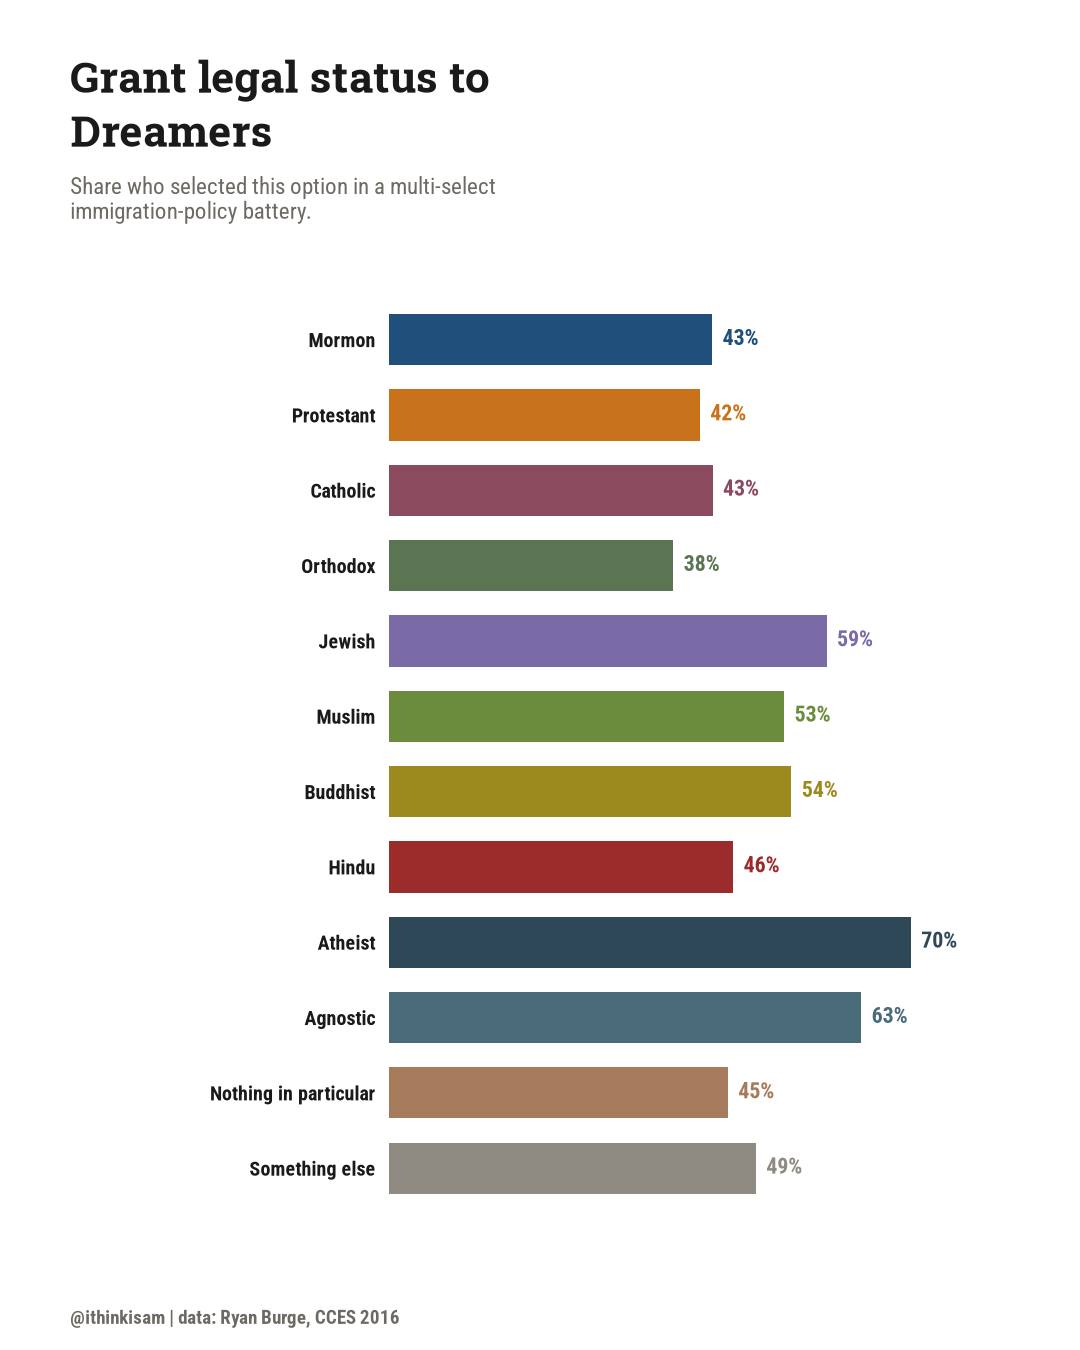 Grant legal status to
Dreamers
Share who selected this option in a multi-select
immigration-policy battery.
Mormon 43%
Protestant 42%
Catholic 43%
Orthodox 38%
Jewish 59%
Muslim 53%
Buddhist 54%
Hindu 46%
Atheist 70%
Agnostic 63%
Nothing in particular 45%
Something else 49%
@ithinkisam | data: Ryan Burge, CCES 2016